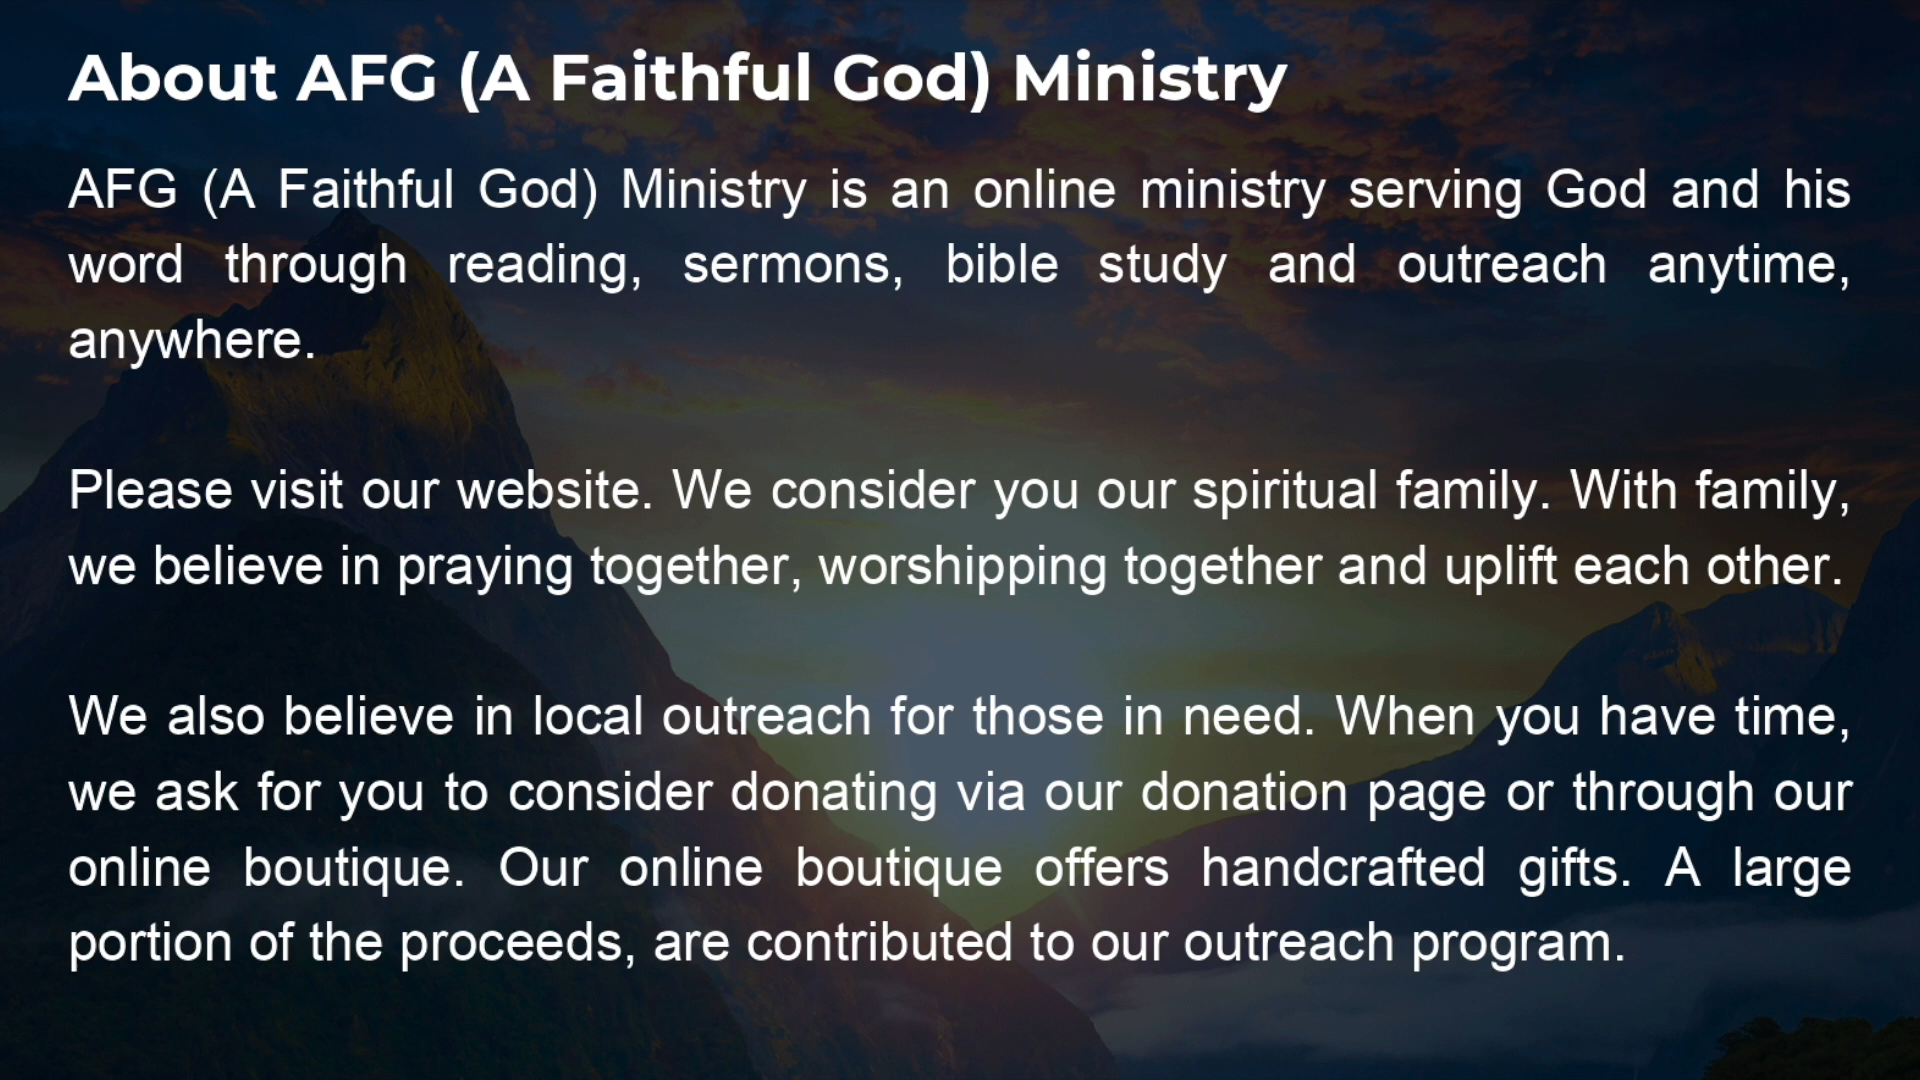 About AFG (A Faithful God) Ministry
AFG (A Faithful God) Ministry is an online ministry serving God and his
word through reading, sermons, bible study and outreach anytime,
anywhere.
Please visit our website. We consider you our spiritual family. With family,
we believe in praying together, worshipping together and uplift each other.
We also believe in local outreach for those in need. When you have time,
we ask for you to consider donating via our donation page or through our
online boutique. Our online boutique offers handcrafted gifts. A large
portion of the proceeds, are contributed to our outreach program.